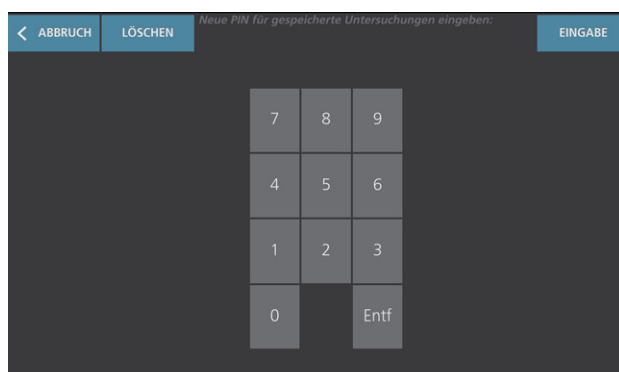 Neue PIN für gespeicherte Untersuchungen eingeben:
ABBRUCH LÖSCHEN EINGABE
7 8 9
4 5 6
1 2 3
0 Entf